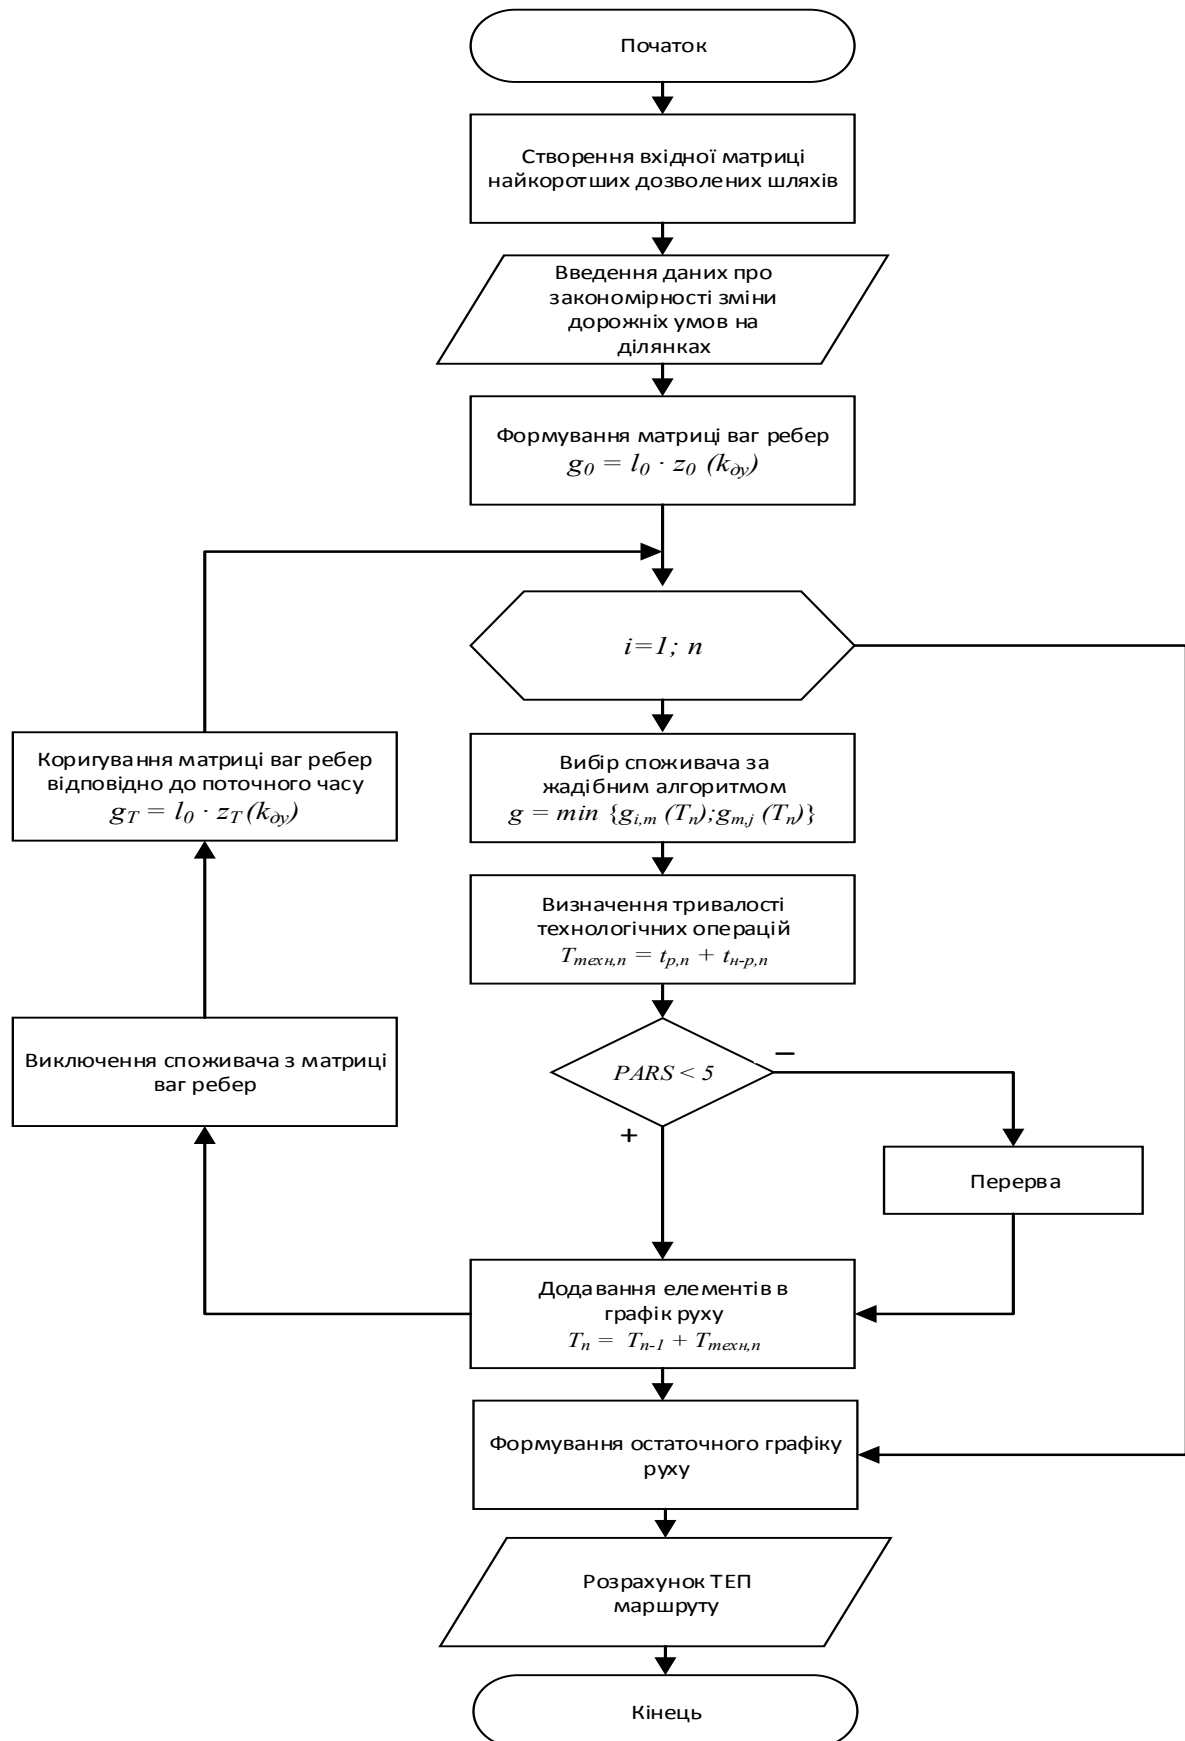 Початок
Створення вхідної матриці
найкоротших дозволених шляхів
Введення даних про
закономірності зміни
дорожніх умов на
ділянках
Формування матриці ваг ребер
g₀ = l₀ · z₀ (kду)
i=1; n
Коригування матриці ваг ребер
відповідно до поточного часу
gT = l₀ · zT (kду)
Вибір споживача за
жадібним алгоритмом
g = min {gi,m (Tn);gm,j (Tn)}
Визначення тривалості
технологічних операцій
Tтехн,n = tр,n + tн-р,n
Виключення споживача з матриці
ваг ребер
PARS < 5
–
+
Перерва
Додавання елементів в
графік руху
Tn = Tn-1 + Tтехн,n
Формування остаточного графіку
руху
Розрахунок ТЕП
маршруту
Кінець